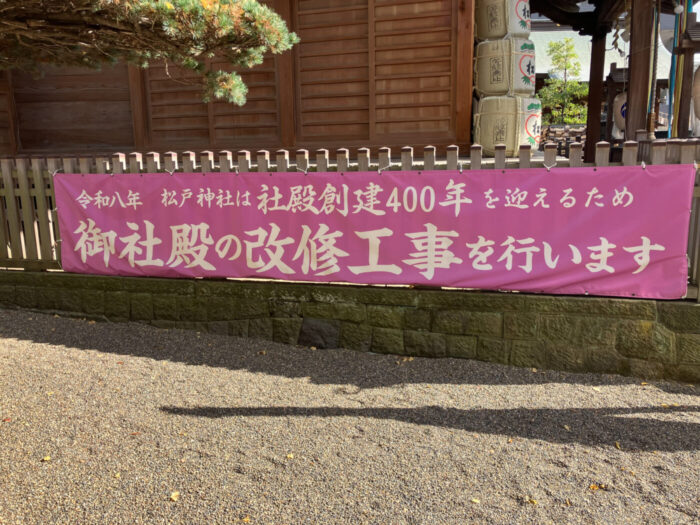 令和八年　松戸神社は 社殿創建400年 を迎えるため
御社殿の改修工事を行います